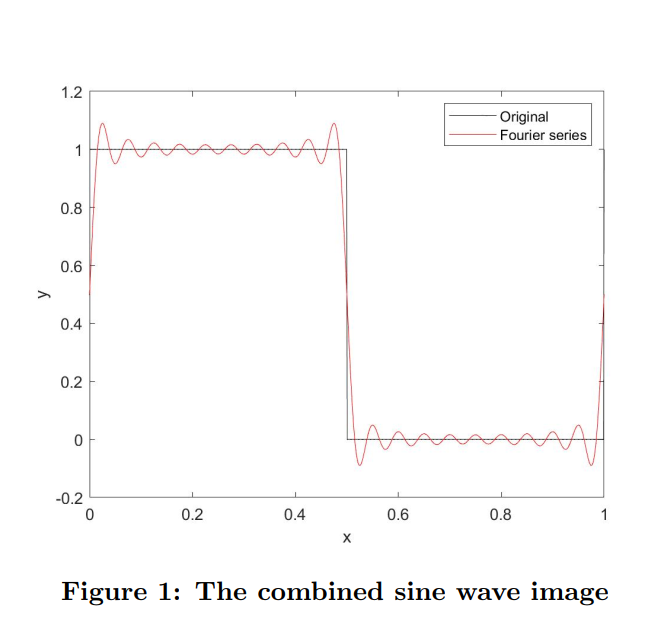 1.2
Original
Fourier series
1
0.8
0.6
y
0.4
0.2
0
-0.2
0 0.2 0.4 0.6 0.8 1
x
Figure 1: The combined sine wave image